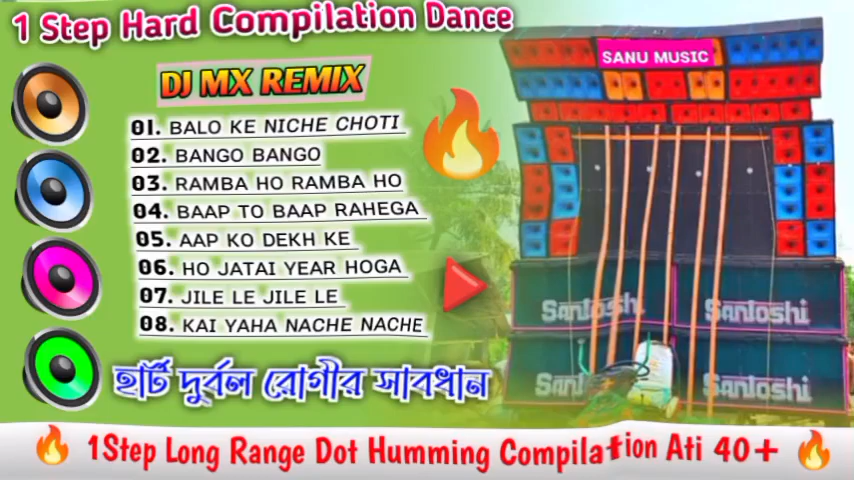 1 Step Hard Compilation Dance
SANU MUSIC
DJ MX REMIX
01. BALO KE NICHE CHOTI
02. BANGO BANGO
03. RAMBA HO RAMBA HO
04. BAAP TO BAAP RAHEGA
05. AAP KO DEKH KE
06. HO JATAI YEAR HOGA
07. JILE LE JILE LE
08. KAI YAHA NACHE NACHE
Santoshi Santoshi
Santoshi Santoshi
হার্ট দুর্বল রোগীর সাবধান
1Step Long Range Dot Humming Compilation Ati 40+